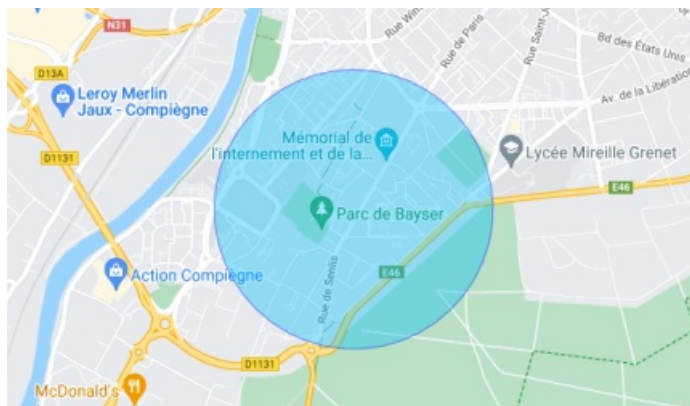 N31
Rue Win
Rue de Paris
Rue Saint-J
Bd des États Unis
D13A
Leroy Merlin
Jaux - Compiègne
Av. de la Libératio
Mémorial de
l'internement et de la...
D1131
Lycée Mireille Grenet
E46
Parc de Bayser
Action Compiègne
E46
Rue de Senlis
D1131
McDonald's